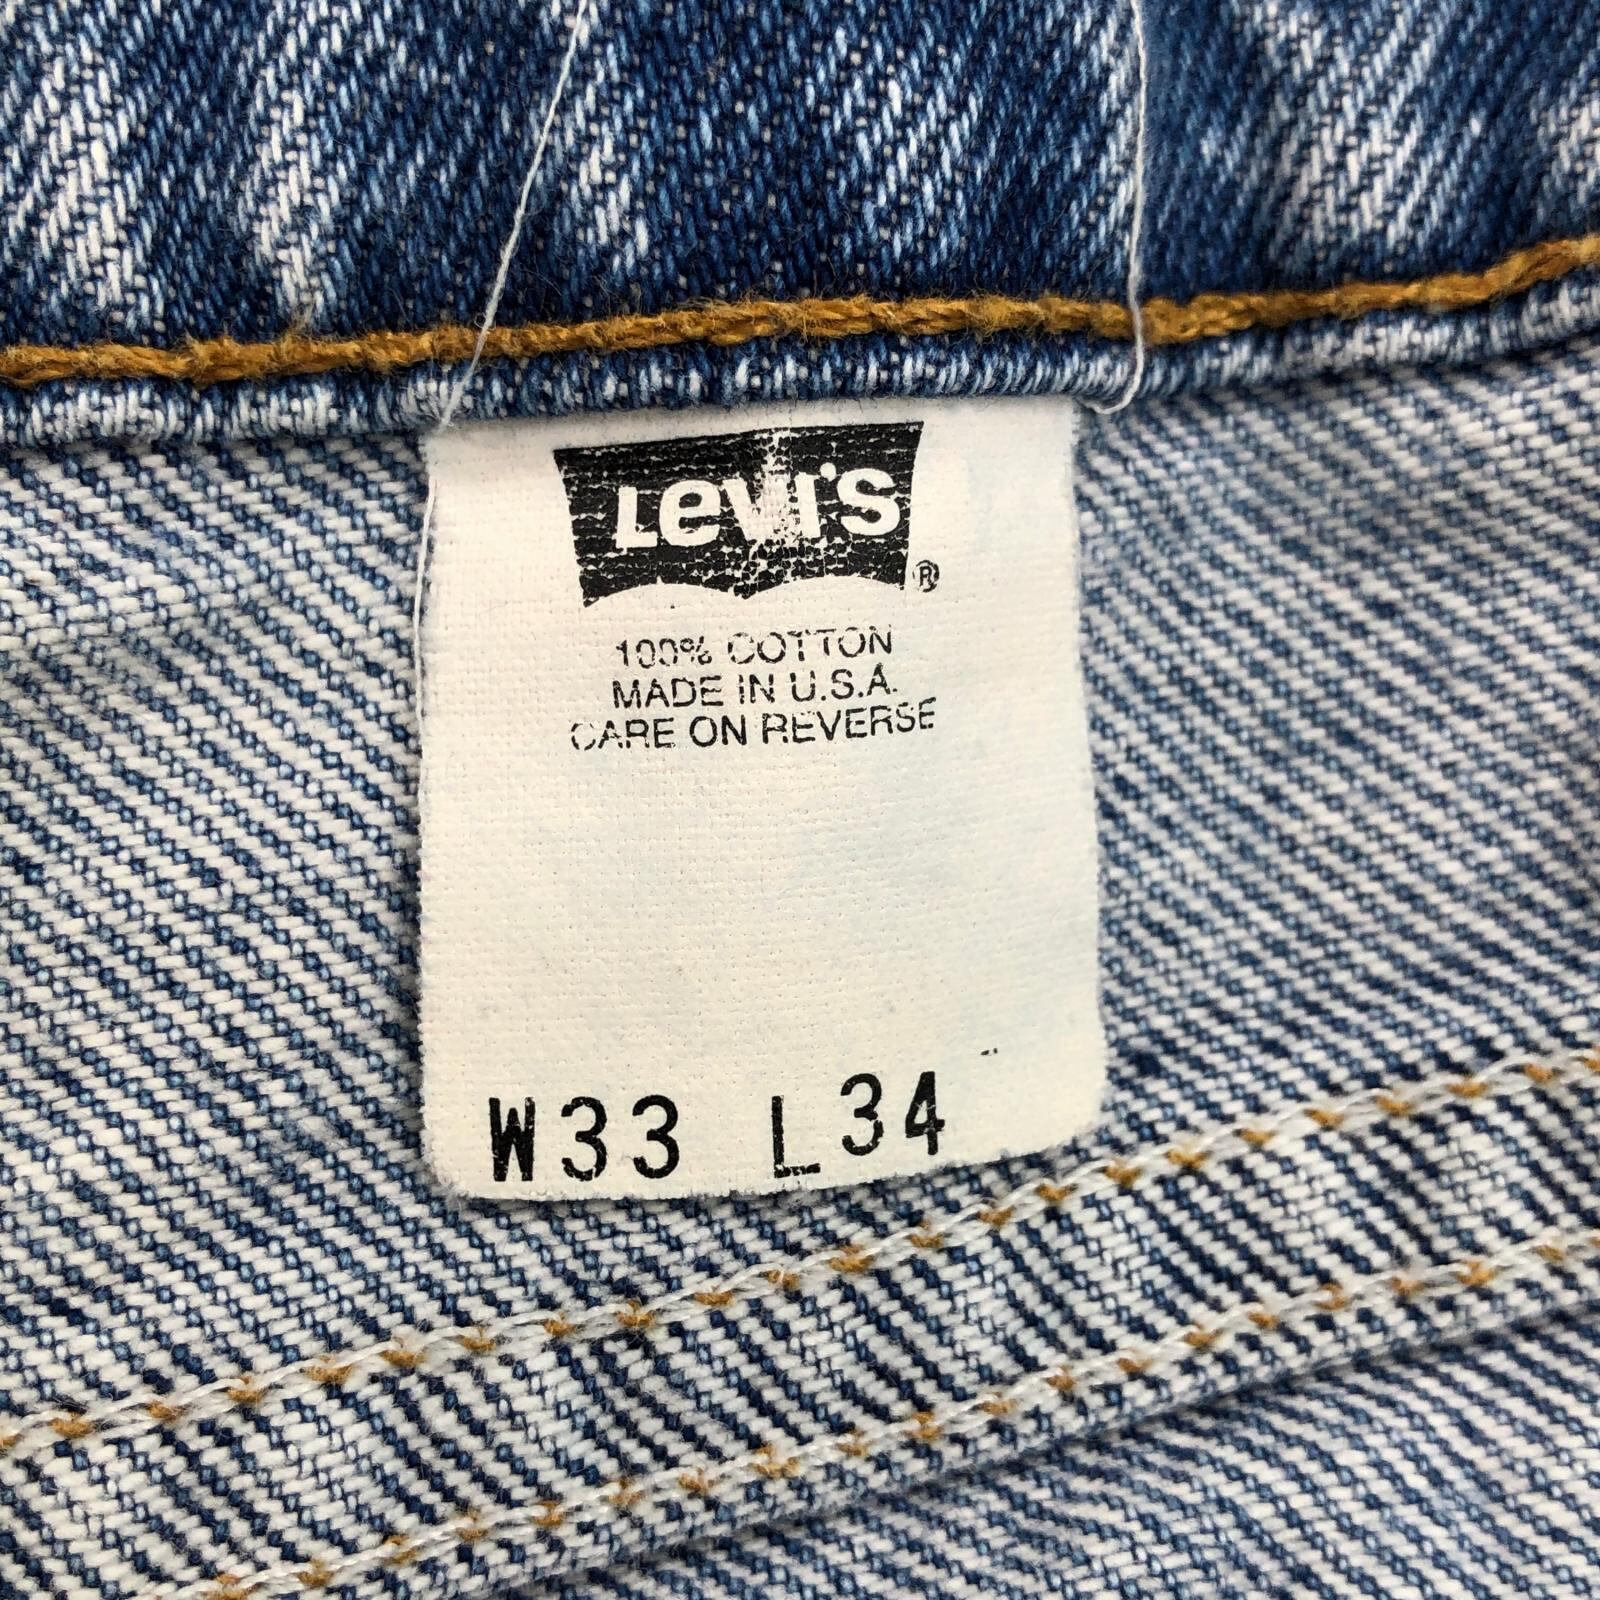 Levi's ®
100% COTTON
MADE IN U.S.A.
CARE ON REVERSE
W33 L34